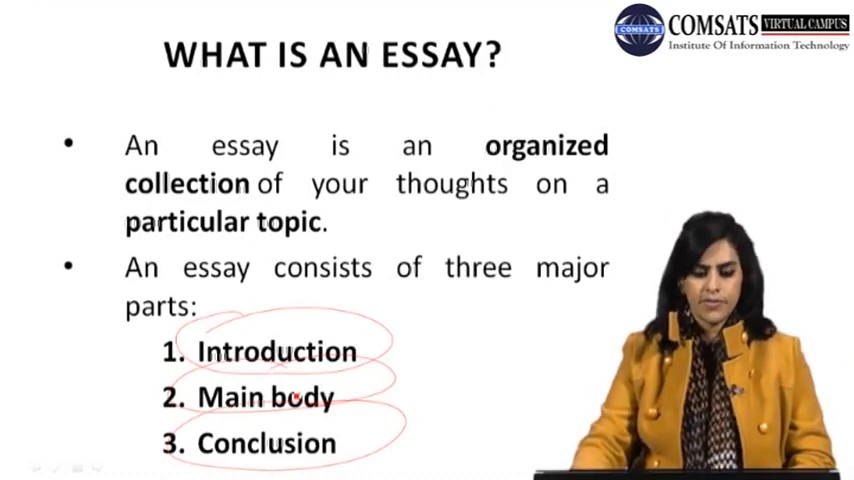 COMSATS VIRTUAL CAMPUS
Institute Of Information Technology
COMSATS
WHAT IS AN ESSAY?
• An essay is an organized
collection of your thoughts on a
particular topic.
• An essay consists of three major
parts:
1. Introduction
2. Main body
3. Conclusion